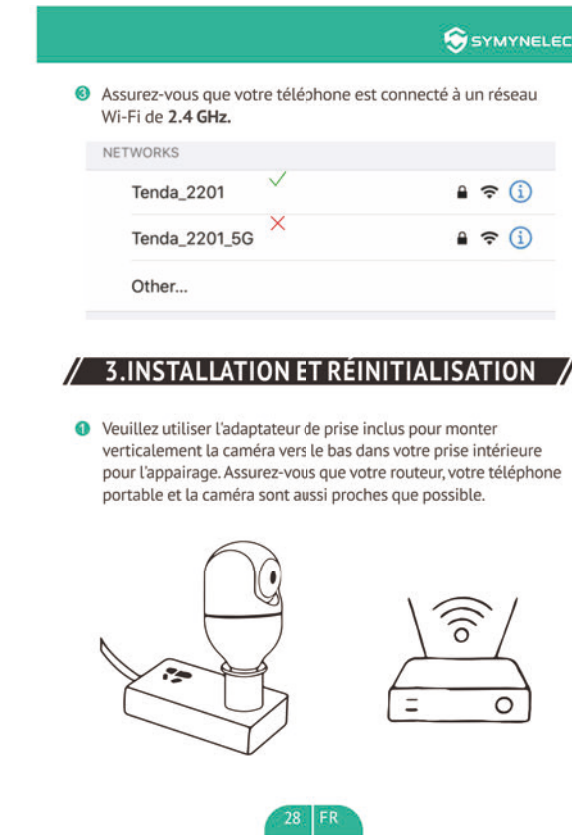 SYMYNELEC
3 Assurez-vous que votre téléphone est connecté à un réseau
Wi-Fi de 2.4 GHz.
NETWORKS
Tenda_2201
Tenda_2201_5G
Other...
3.INSTALLATION ET RÉINITIALISATION
1 Veuillez utiliser l'adaptateur de prise inclus pour monter
verticalement la caméra vers le bas dans votre prise intérieure
pour l'appairage. Assurez-vous que votre routeur, votre téléphone
portable et la caméra sont aussi proches que possible.
28 FR